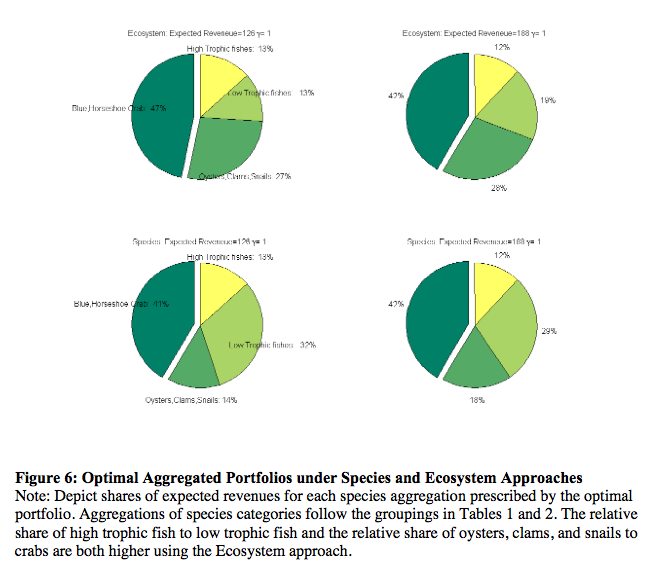 Ecosystem: Expected Reveneue=126 γ= 1
High Trophic fishes: 13%
Low Trophic fishes: 13%
Blue,Horseshoe Crab: 47%
Oysters,Clams,Snails: 27%
Ecosystem: Expected Reveneue=188 γ= 1
12%
19%
42%
28%
Species: Expected Reveneue=126 γ= 1
High Trophic fishes: 13%
Blue,Horseshoe Crab: 41%
Low Trophic fishes: 32%
Oysters,Clams,Snails: 14%
Species: Expected Reveneue=188 γ= 1
12%
42%
29%
18%
Figure 6: Optimal Aggregated Portfolios under Species and Ecosystem Approaches
Note: Depict shares of expected revenues for each species aggregation prescribed by the optimal
portfolio. Aggregations of species categories follow the groupings in Tables 1 and 2. The relative
share of high trophic fish to low trophic fish and the relative share of oysters, clams, and snails to
crabs are both higher using the Ecosystem approach.